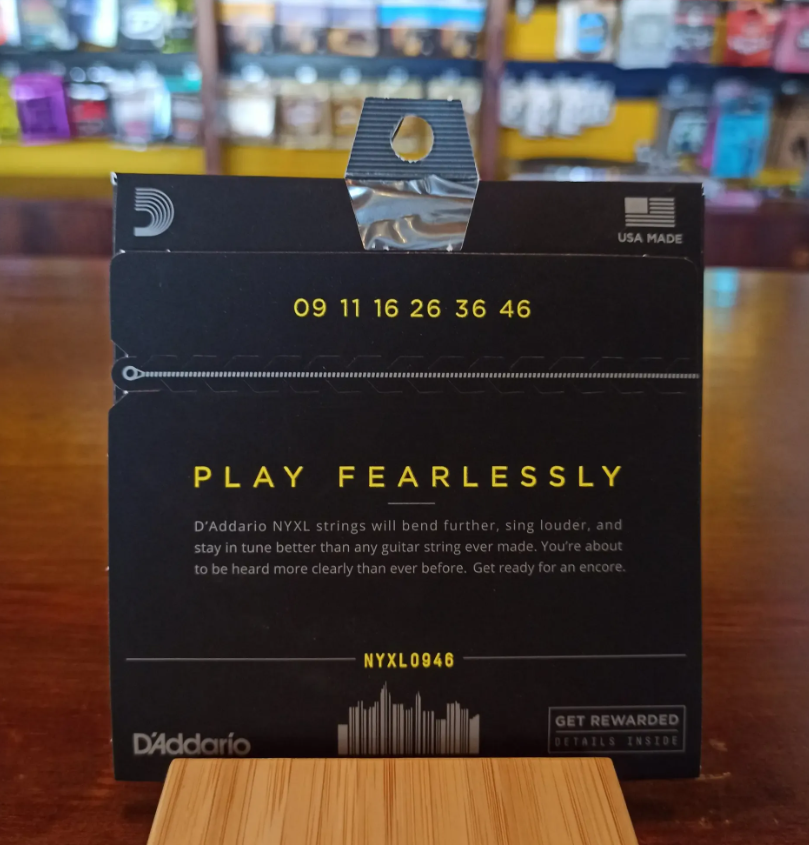 USA MADE
09 11 16 26 36 46
PLAY FEARLESSLY
D'Addario NYXL strings will bend further, sing louder, and
stay in tune better than any guitar string ever made. You're about
to be heard more clearly than ever before. Get ready for an encore.
NYXL0946
D'Addario
GET REWARDED
DETAILS INSIDE